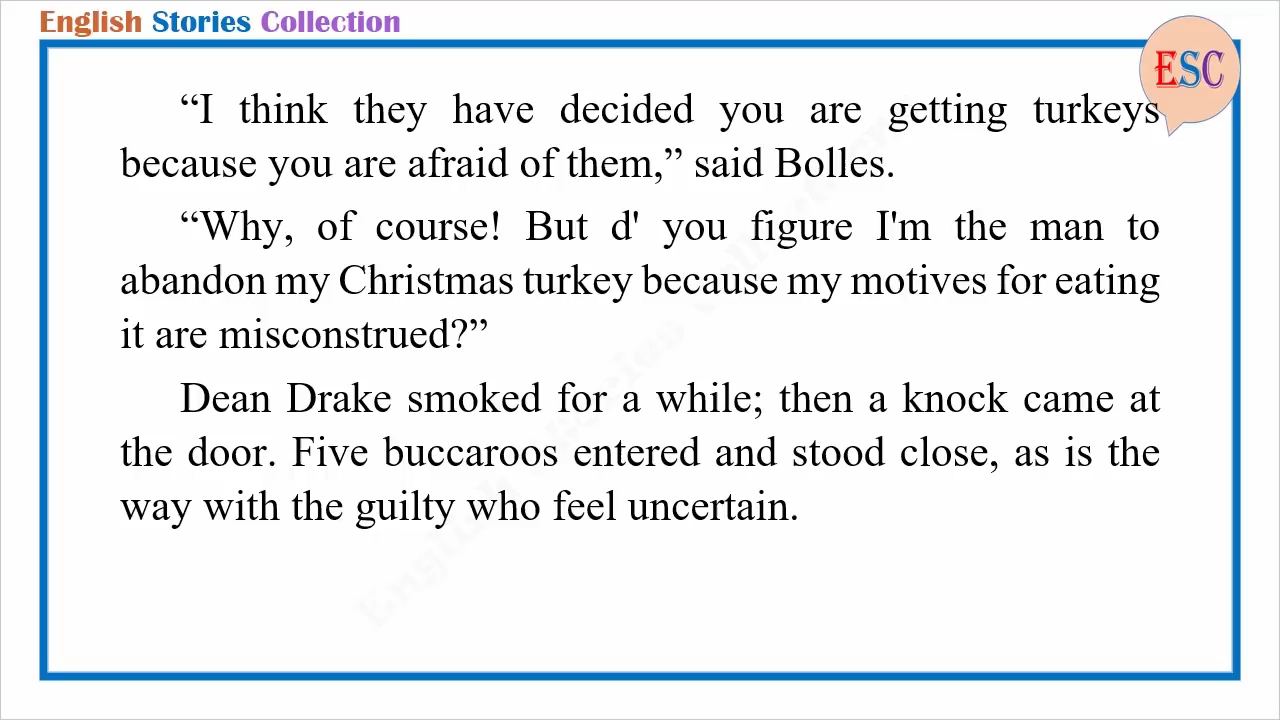 English Stories Collection
ESC
“I think they have decided you are getting turkeys
because you are afraid of them,” said Bolles.
“Why, of course! But d' you figure I'm the man to
abandon my Christmas turkey because my motives for eating
it are misconstrued?”
Dean Drake smoked for a while; then a knock came at
the door. Five buccaroos entered and stood close, as is the
way with the guilty who feel uncertain.